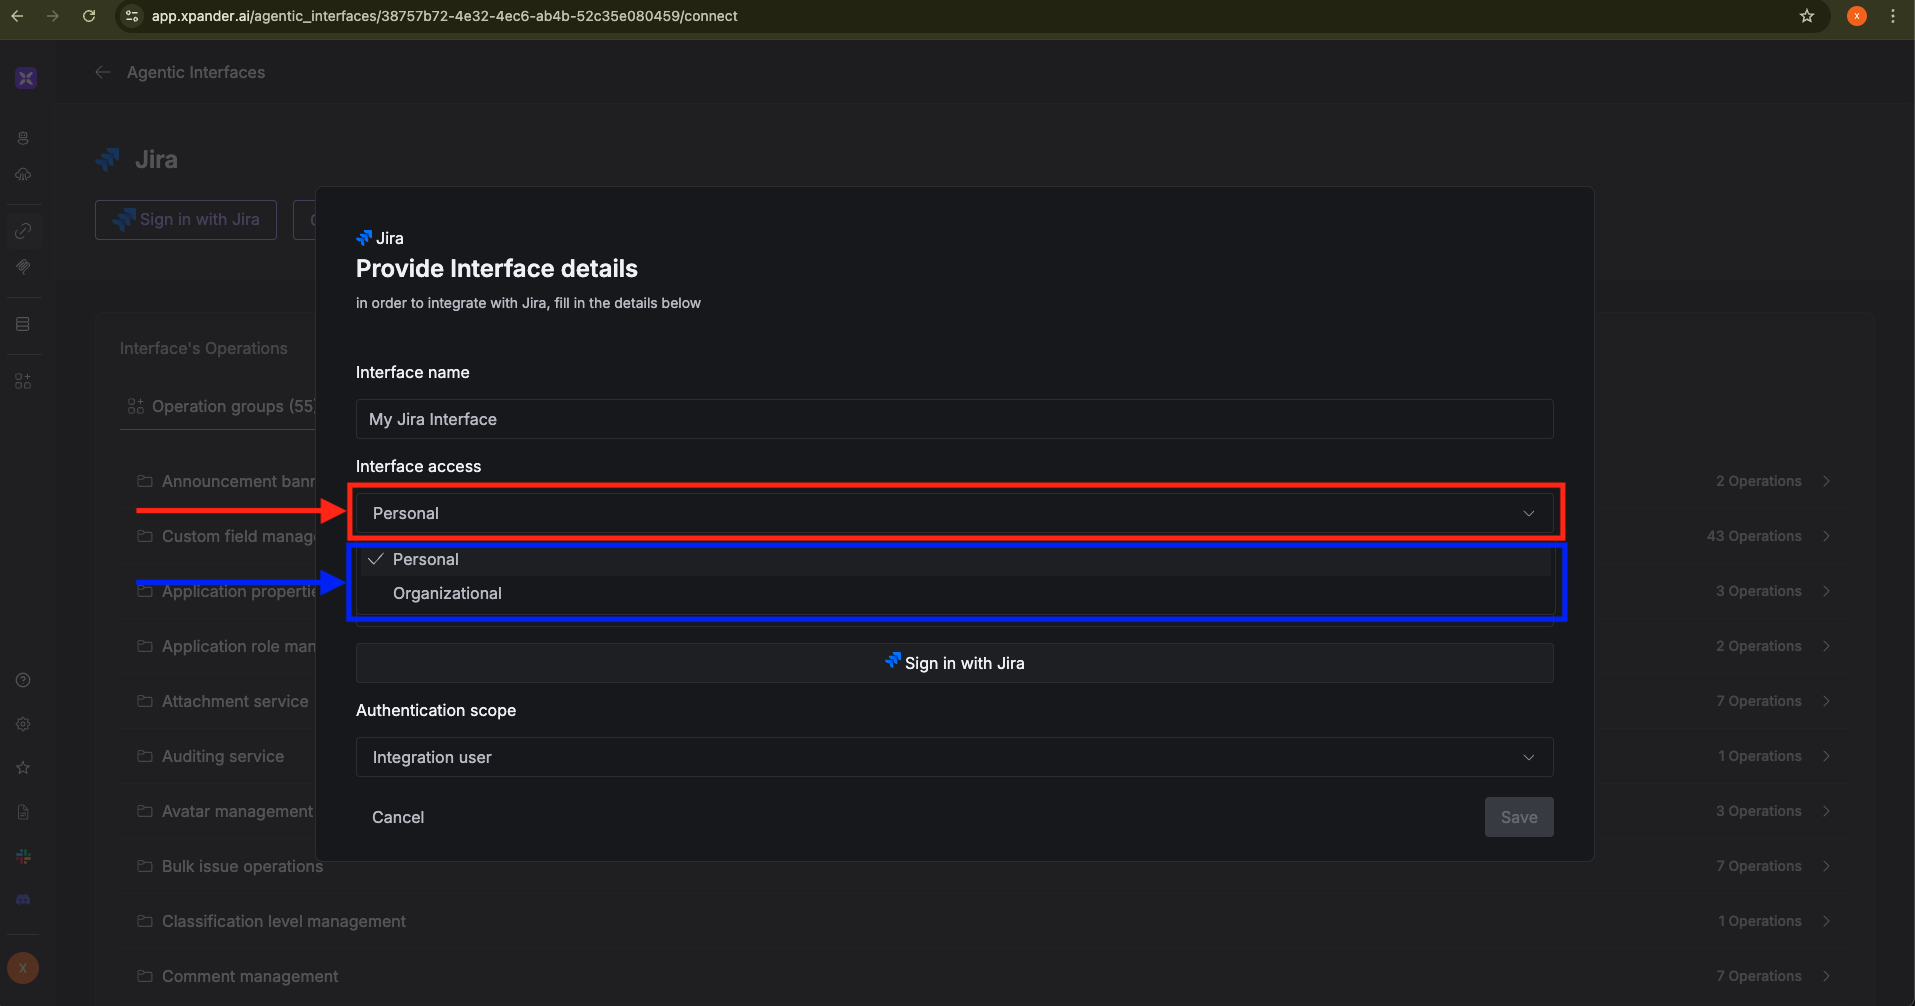 app.xpander.ai/agentic_interfaces/38757b72-4e32-4ec6-ab4b-52c35e080459/connect
x
Agentic Interfaces
Jira
Sign in with Jira
Jira
Provide Interface details
in order to integrate with Jira, fill in the details below
Interface name
My Jira Interface
Interface access
Personal
Personal
Organizational
Sign in with Jira
Authentication scope
Integration user
Cancel
Save
Interface's Operations
Operation groups (55)
Announcement bann
2 Operations
Custom field manag
43 Operations
Application propertie
3 Operations
Application role man
2 Operations
Attachment service
7 Operations
Auditing service
1 Operations
Avatar management
3 Operations
Bulk issue operations
7 Operations
Classification level management
1 Operations
Comment management
7 Operations
X